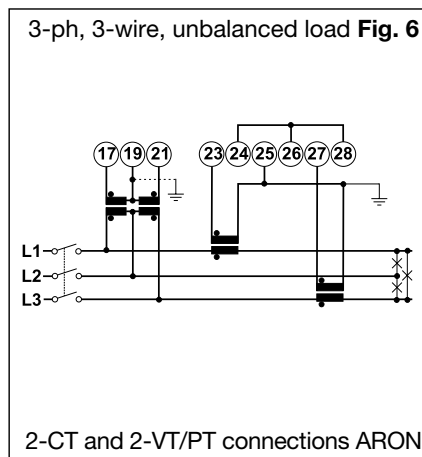 3-ph, 3-wire, unbalanced load Fig. 6
17 19 21 23 24 25 26 27 28
L1
L2
L3
2-CT and 2-VT/PT connections ARON